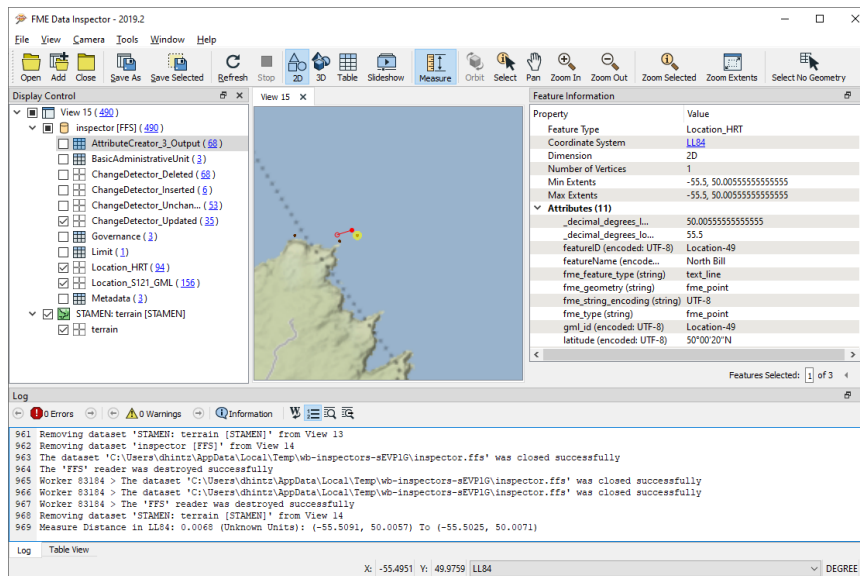 FME Data Inspector - 2019.2
File View Camera Tools Window Help
Open Add Close Save As Save Selected Refresh Stop 2D 3D Table Slideshow Measure Orbit Select Pan Zoom In Zoom Out Zoom Selected Zoom Extents Select No Geometry
Display Control
View 15 (490)
inspector [FFS] (490)
AttributeCreator_3_Output (68)
BasicAdministrativeUnit (3)
ChangeDetector_Deleted (68)
ChangeDetector_Inserted (6)
ChangeDetector_Unchan... (53)
ChangeDetector_Updated (35)
Governance (3)
Limit (1)
Location_HRT (94)
Location_S121_GML (156)
Metadata (3)
STAMEN: terrain [STAMEN]
terrain
View 15
Feature Information
Property Value
Feature Type Location_HRT
Coordinate System LL84
Dimension 2D
Number of Vertices 1
Min Extents -55.5, 50.00555555555555
Max Extents -55.5, 50.00555555555555
Attributes (11)
_decimal_degrees_l... 50.00555555555555
_decimal_degrees_lo... 55.5
featureID (encoded: UTF-8) Location-49
featureName (encode... North Bill
fme_feature_type (string) text_line
fme_geometry (string) fme_point
fme_string_encoding (string) UTF-8
fme_type (string) fme_point
gml_id (encoded: UTF-8) Location-49
latitude (encoded: UTF-8) 50°00'20"N
Features Selected: 1 of 3
Log
0 Errors 0 Warnings Information
961 Removing dataset 'STAMEN: terrain [STAMEN]' from View 13
962 Removing dataset 'inspector [FFS]' from View 14
963 The dataset 'C:\Users\dhintz\AppData\Local\Temp\wb-inspectors-sEVPlG\inspector.ffs' was closed successfully
964 The 'FFS' reader was destroyed successfully
965 Worker 83184 > The dataset 'C:\Users\dhintz\AppData\Local\Temp\wb-inspectors-sEVPlG\inspector.ffs' was closed successfully
966 Worker 83184 > The dataset 'C:\Users\dhintz\AppData\Local\Temp\wb-inspectors-sEVPlG\inspector.ffs' was closed successfully
967 Worker 83184 > The 'FFS' reader was destroyed successfully
968 Removing dataset 'STAMEN: terrain [STAMEN]' from View 14
969 Measure Distance in LL84: 0.0068 (Unknown Units): (-55.5091, 50.0057) To (-55.5025, 50.0071)
Log Table View
X: -55.4951 Y: 49.9759 LL84 DEGREE